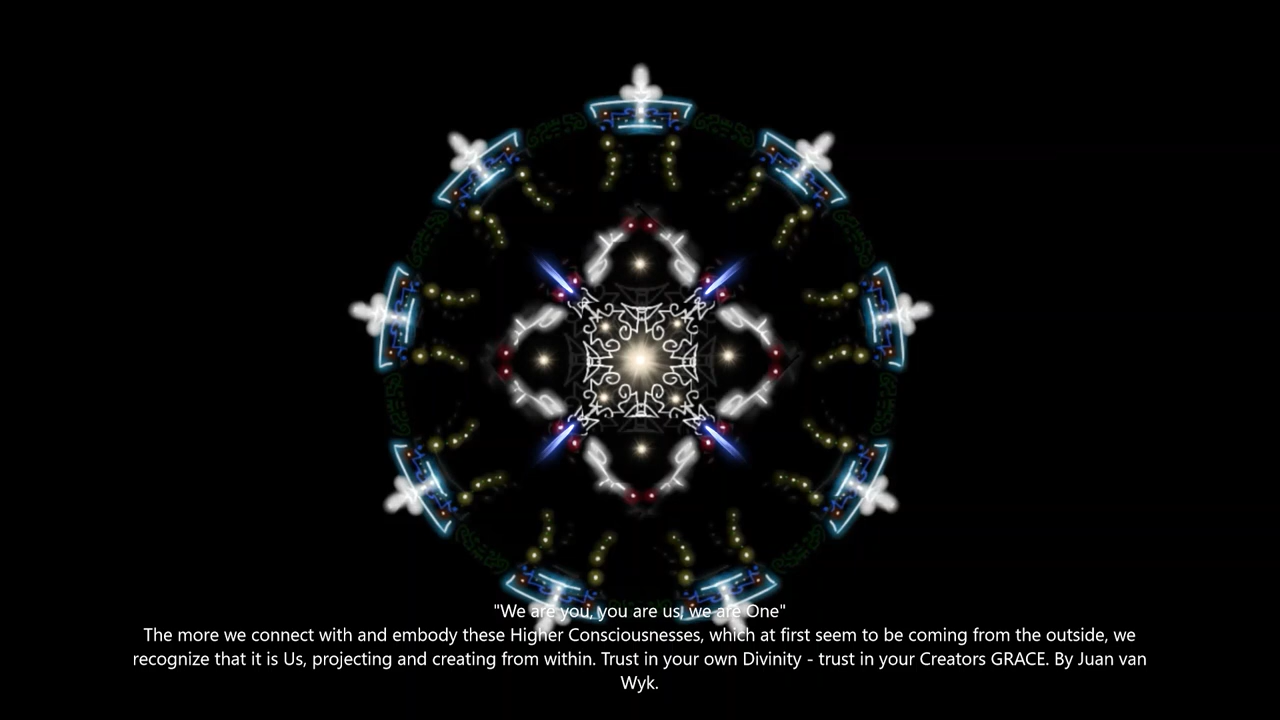 "We are you, you are us, we are One"
The more we connect with and embody these Higher Consciousnesses, which at first seem to be coming from the outside, we
recognize that it is Us, projecting and creating from within. Trust in your own Divinity - trust in your Creators GRACE. By Juan van
Wyk.